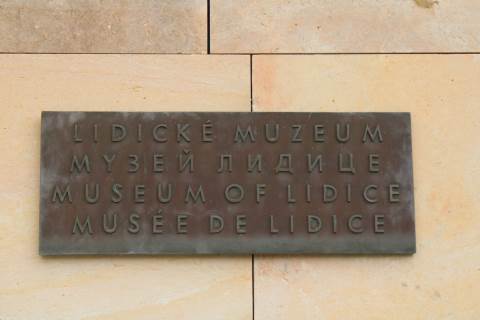 LIDICKÉ MUZEUM
МУЗЕЙ ЛИДИЦЕ
MUSEUM OF LIDICE
MUSÉE DE LIDICE